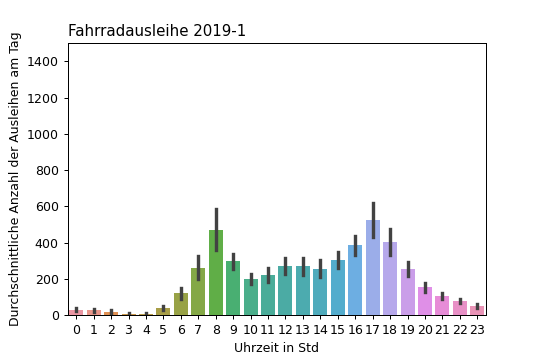 Fahrradausleihe 2019-1
Durchschnittliche Anzahl der Ausleihen am Tag
1400
1200
1000
800
600
400
200
0
0 1 2 3 4 5 6 7 8 9 10 11 12 13 14 15 16 17 18 19 20 21 22 23
Uhrzeit in Std